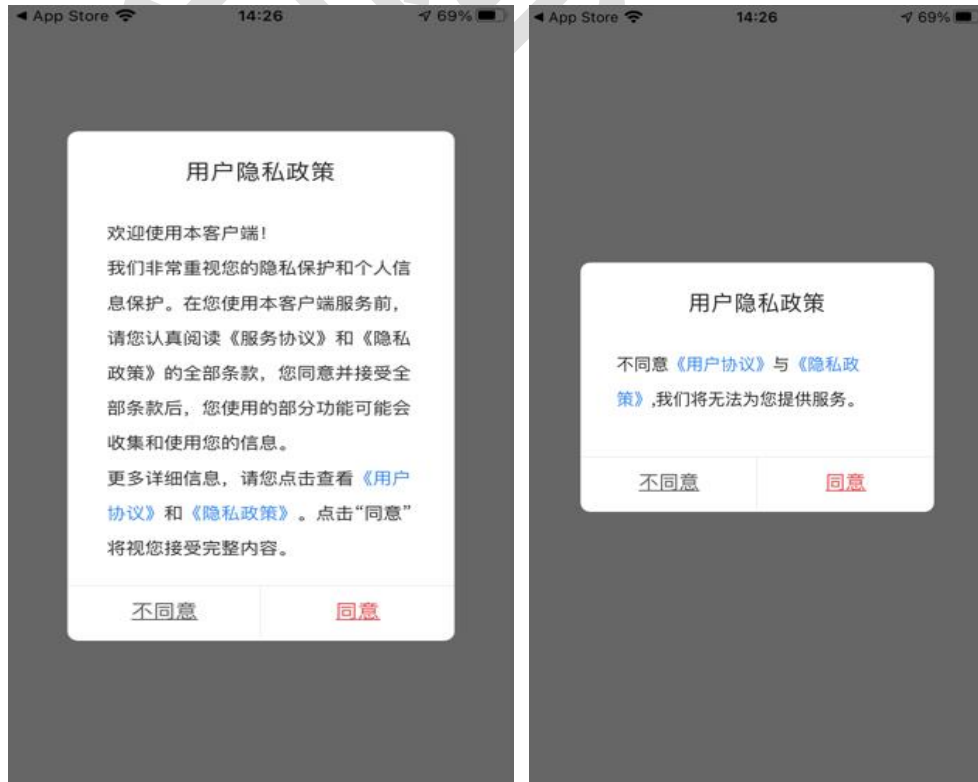 ◀ App Store 14:26 69%
用户隐私政策
欢迎使用本客户端！
我们非常重视您的隐私保护和个人信
息保护。在您使用本客户端服务前，
请您认真阅读《服务协议》和《隐私
政策》的全部条款，您同意并接受全
部条款后，您使用的部分功能可能会
收集和使用您的信息。
更多详细信息，请您点击查看《用户
协议》和《隐私政策》。点击“同意”
将视您接受完整内容。
不同意 同意
◀ App Store 14:26 69%
用户隐私政策
不同意《用户协议》与《隐私政
策》,我们将无法为您提供服务。
不同意 同意